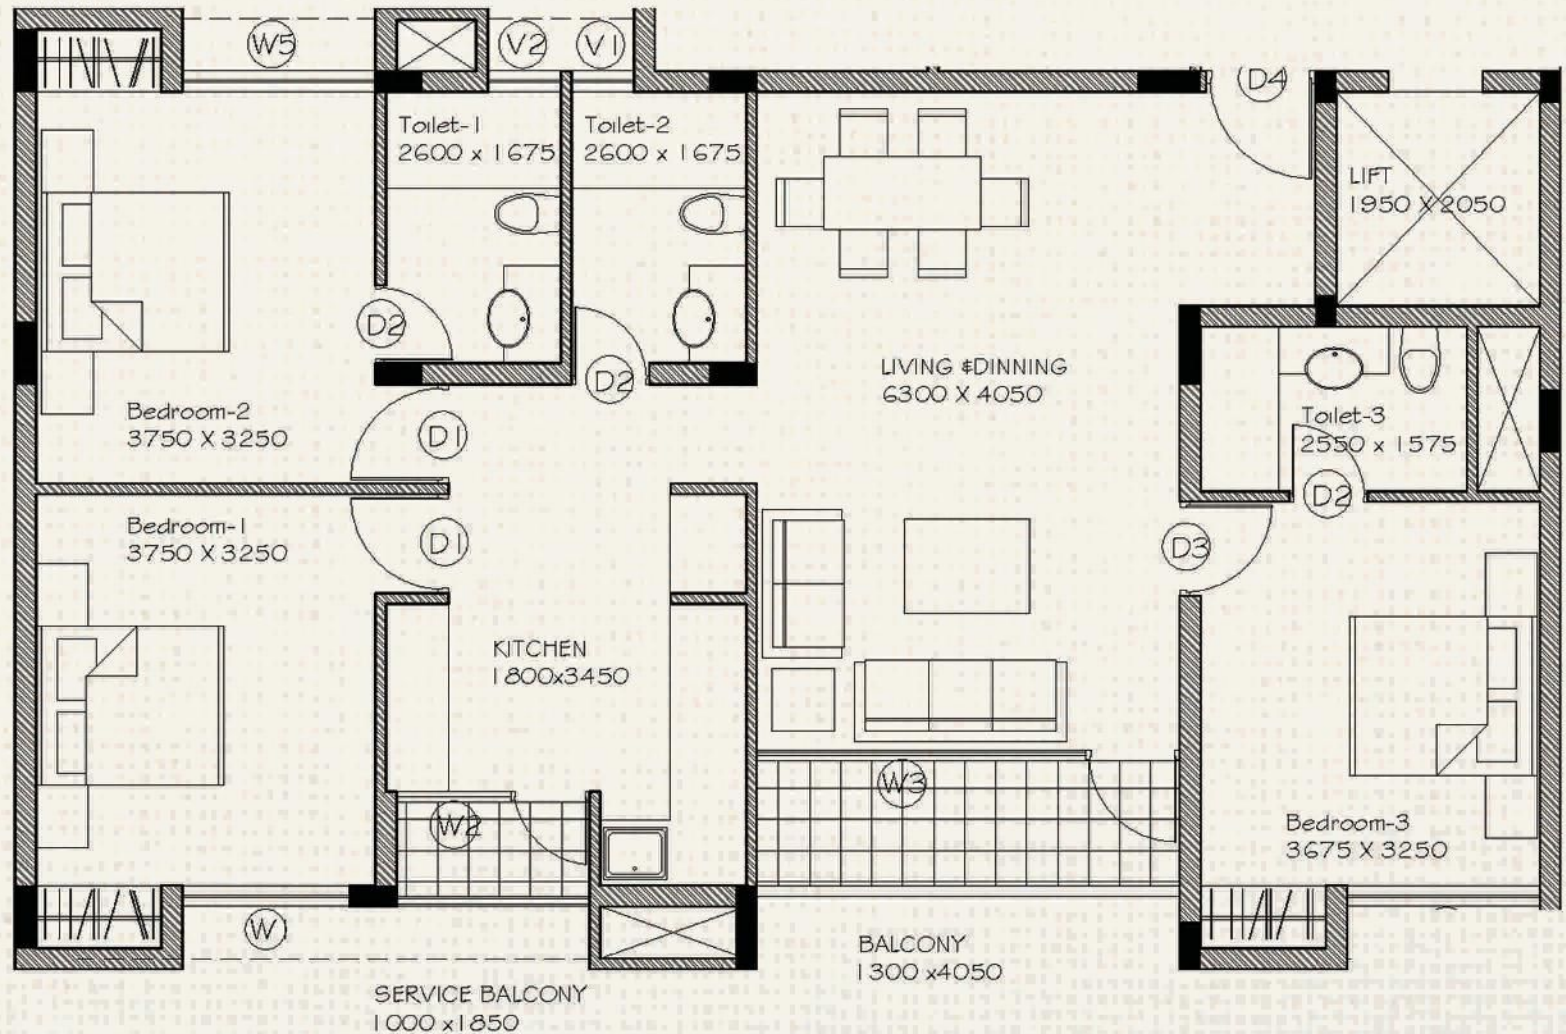 W5
V2
V1
D4
Toilet-1
2600 x 1675
Toilet-2
2600 x 1675
LIFT
1950 X 2050
D2
D2
LIVING &DINNING
6300 X 4050
Bedroom-2
3750 X 3250
D1
Toilet-3
2550 x 1575
D2
Bedroom-1
3750 X 3250
D1
D3
KITCHEN
1800x3450
W3
W2
Bedroom-3
3675 X 3250
W
BALCONY
1300 x4050
SERVICE BALCONY
1000 x1850